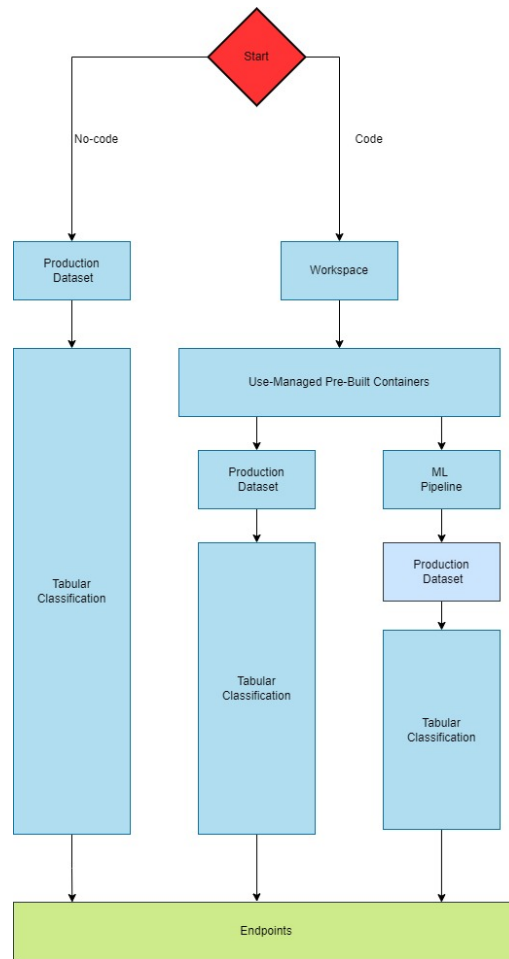 Start
No-code
Code
Production
Dataset
Workspace
Use-Managed Pre-Built Containers
Production
Dataset
ML
Pipeline
Production
Dataset
Tabular
Classification
Tabular
Classification
Tabular
Classification
Endpoints